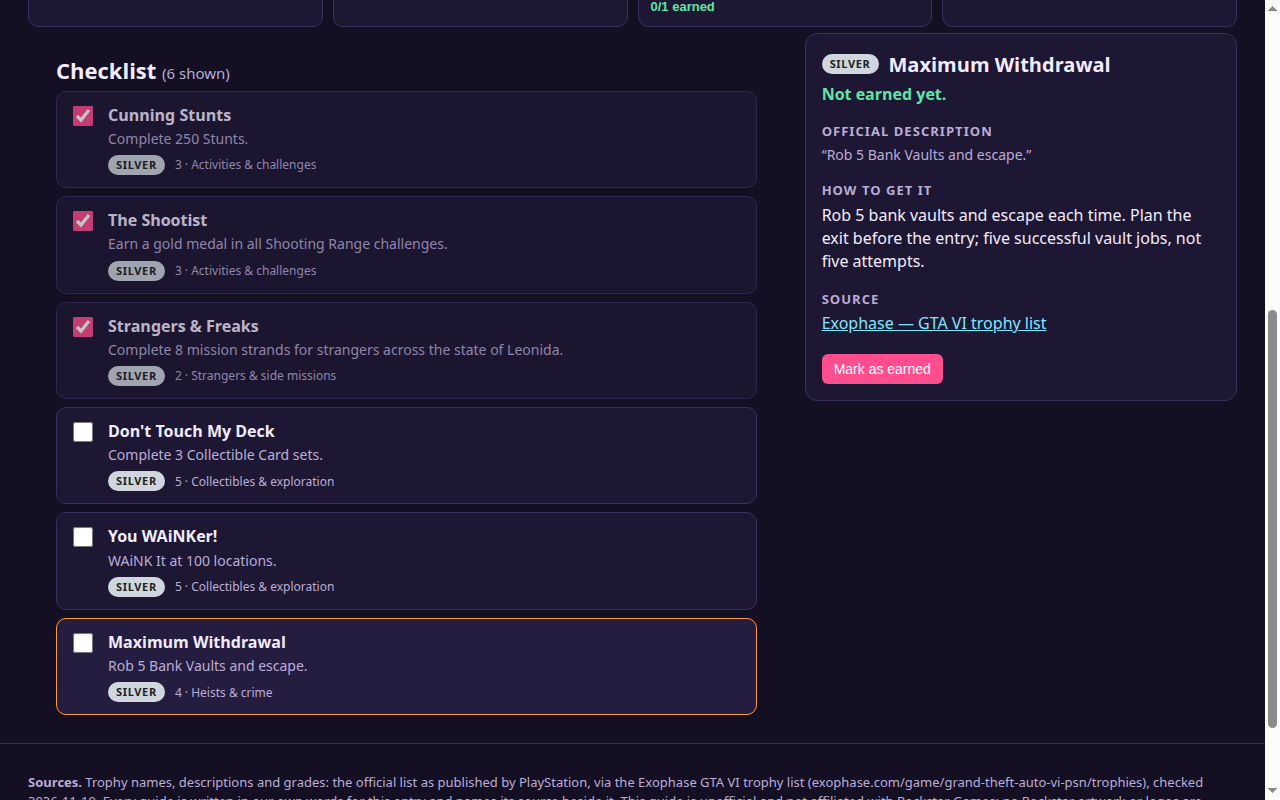 0/1 earned
Checklist (6 shown)
Cunning Stunts
Complete 250 Stunts.
SILVER 3 · Activities & challenges
The Shootist
Earn a gold medal in all Shooting Range challenges.
SILVER 3 · Activities & challenges
Strangers & Freaks
Complete 8 mission strands for strangers across the state of Leonida.
SILVER 2 · Strangers & side missions
Don't Touch My Deck
Complete 3 Collectible Card sets.
SILVER 5 · Collectibles & exploration
You WAiNKer!
WAiNK It at 100 locations.
SILVER 5 · Collectibles & exploration
Maximum Withdrawal
Rob 5 Bank Vaults and escape.
SILVER 4 · Heists & crime
SILVER Maximum Withdrawal
Not earned yet.
OFFICIAL DESCRIPTION
“Rob 5 Bank Vaults and escape.”
HOW TO GET IT
Rob 5 bank vaults and escape each time. Plan the
exit before the entry; five successful vault jobs, not
five attempts.
SOURCE
Exophase — GTA VI trophy list
Mark as earned
Sources. Trophy names, descriptions and grades: the official list as published by PlayStation, via the Exophase GTA VI trophy list (exophase.com/game/grand-theft-auto-vi-psn/trophies), checked